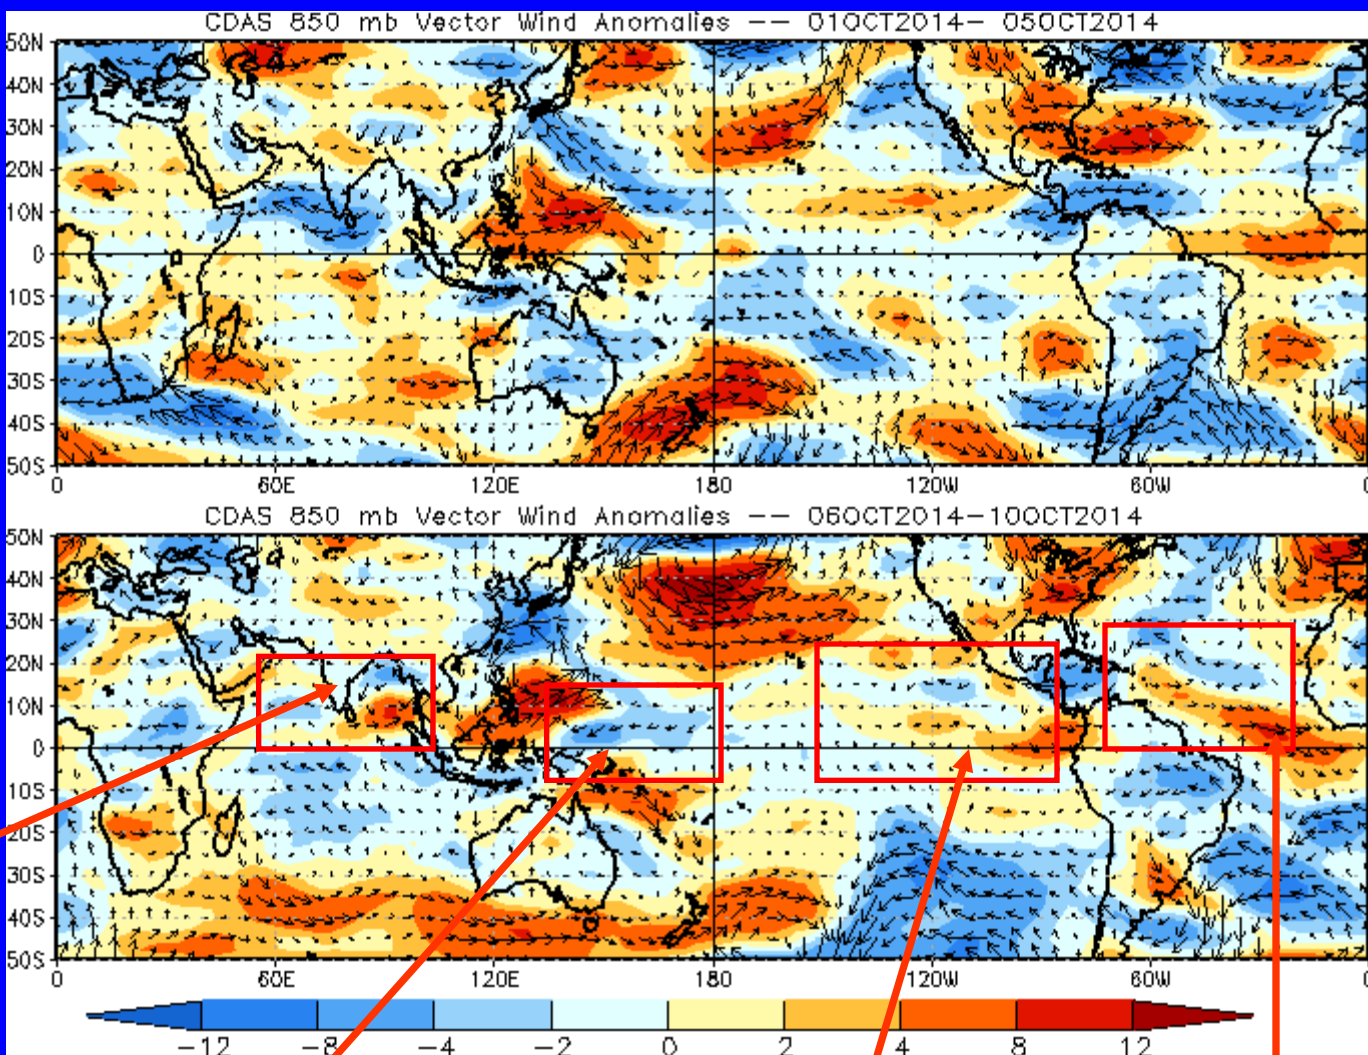 CDAS 850 mb Vector Wind Anomalies -- 01OCT2014- 05OCT2014
50N
40N
30N
20N
10N
0
10S
20S
30S
40S
50S
0 60E 120E 180 120W 60W 0
CDAS 850 mb Vector Wind Anomalies -- 06OCT2014-10OCT2014
50N
40N
30N
20N
10N
0
10S
20S
30S
40S
50S
0 60E 120E 180 120W 60W 0
-12 -8 -4 -2 0 2 4 8 12